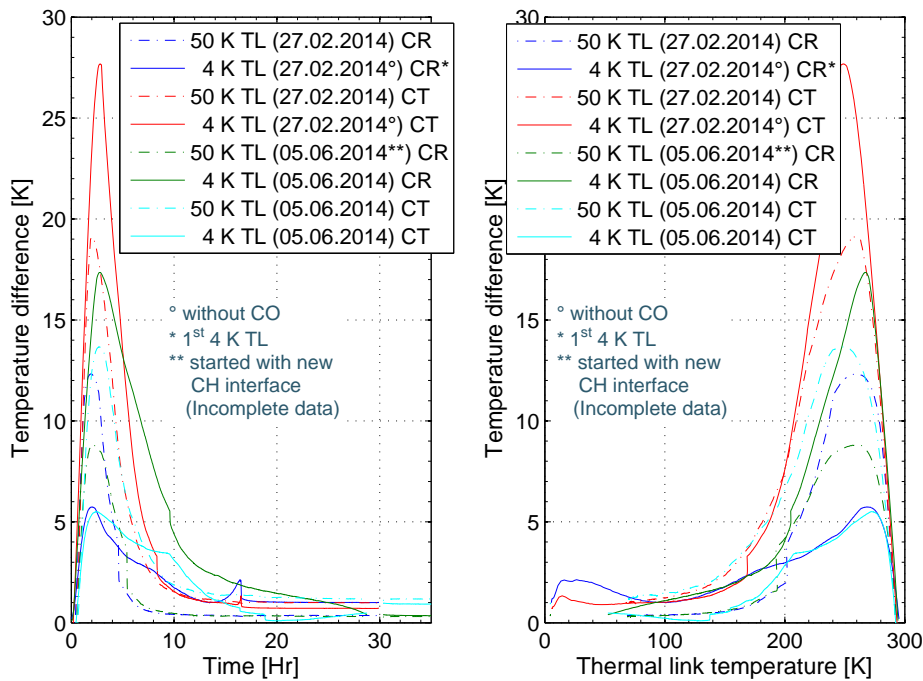 30
25
20
15
10
5
0
0
10
20
30
Temperature difference [K]
Time [Hr]
50 K TL (27.02.2014) CR
4 K TL (27.02.2014°) CR*
50 K TL (27.02.2014) CT
4 K TL (27.02.2014°) CT
50 K TL (05.06.2014**) CR
4 K TL (05.06.2014) CR
50 K TL (05.06.2014) CT
4 K TL (05.06.2014) CT
° without CO
* 1st 4 K TL
** started with new
CH interface
(Incomplete data)
30
25
20
15
10
5
0
0
100
200
300
Temperature difference [K]
Thermal link temperature [K]
50 K TL (27.02.2014) CR
4 K TL (27.02.2014°) CR*
50 K TL (27.02.2014) CT
4 K TL (27.02.2014°) CT
50 K TL (05.06.2014**) CR
4 K TL (05.06.2014) CR
50 K TL (05.06.2014) CT
4 K TL (05.06.2014) CT
° without CO
* 1st 4 K TL
** started with new
CH interface
(Incomplete data)